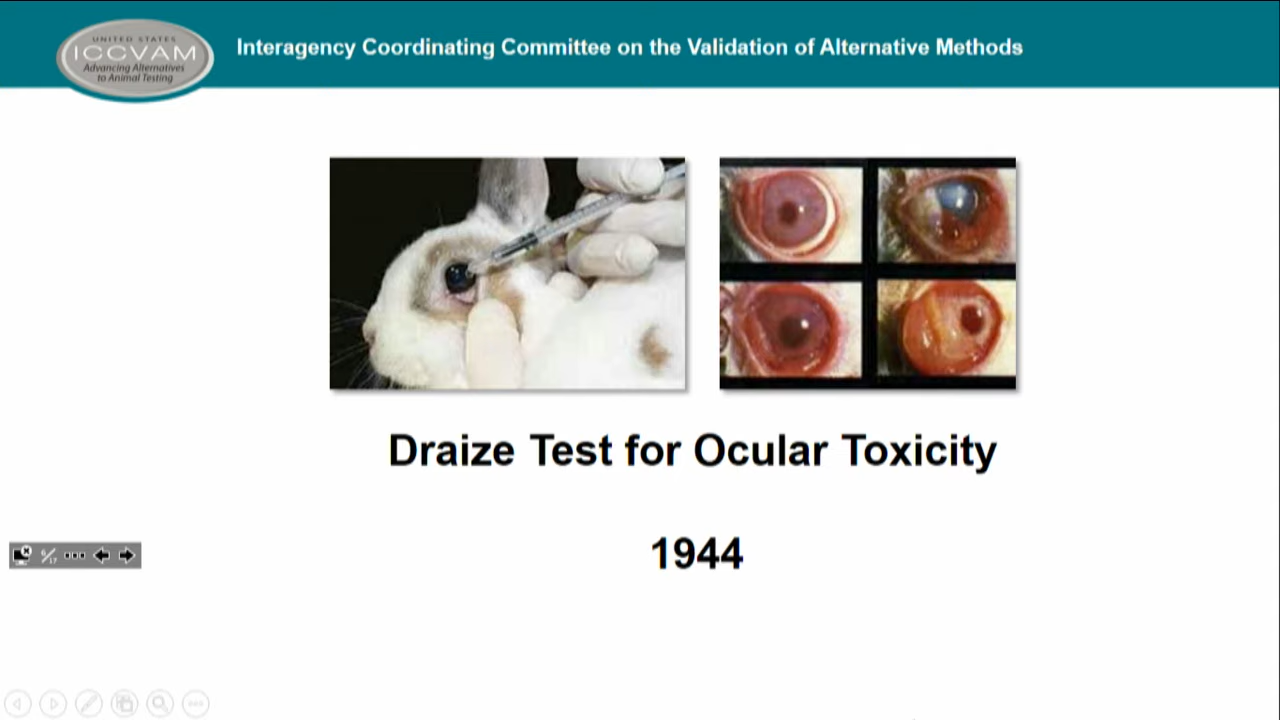 UNITED STATES
ICCVAM
Advancing Alternatives
to Animal Testing
Interagency Coordinating Committee on the Validation of Alternative Methods
Draize Test for Ocular Toxicity
1944